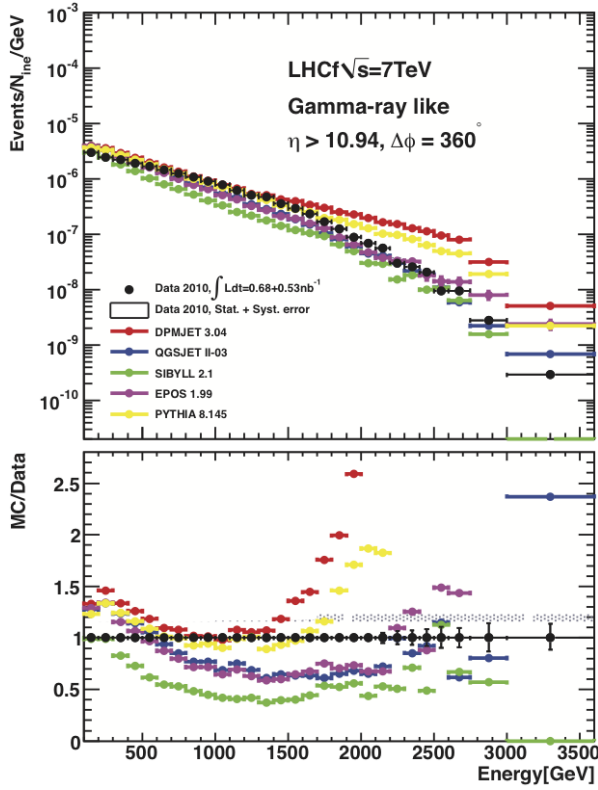 Events/N_ine/GeV
10^-3
10^-4
10^-5
10^-6
10^-7
10^-8
10^-9
10^-10
LHCf √s=7TeV
Gamma-ray like
η > 10.94, Δϕ = 360°
Data 2010, ∫ Ldt=0.68+0.53nb^-1
Data 2010, Stat. + Syst. error
DPMJET 3.04
QGSJET II-03
SIBYLL 2.1
EPOS 1.99
PYTHIA 8.145
MC/Data
2.5
2
1.5
1
0.5
0
500 1000 1500 2000 2500 3000 3500
Energy[GeV]